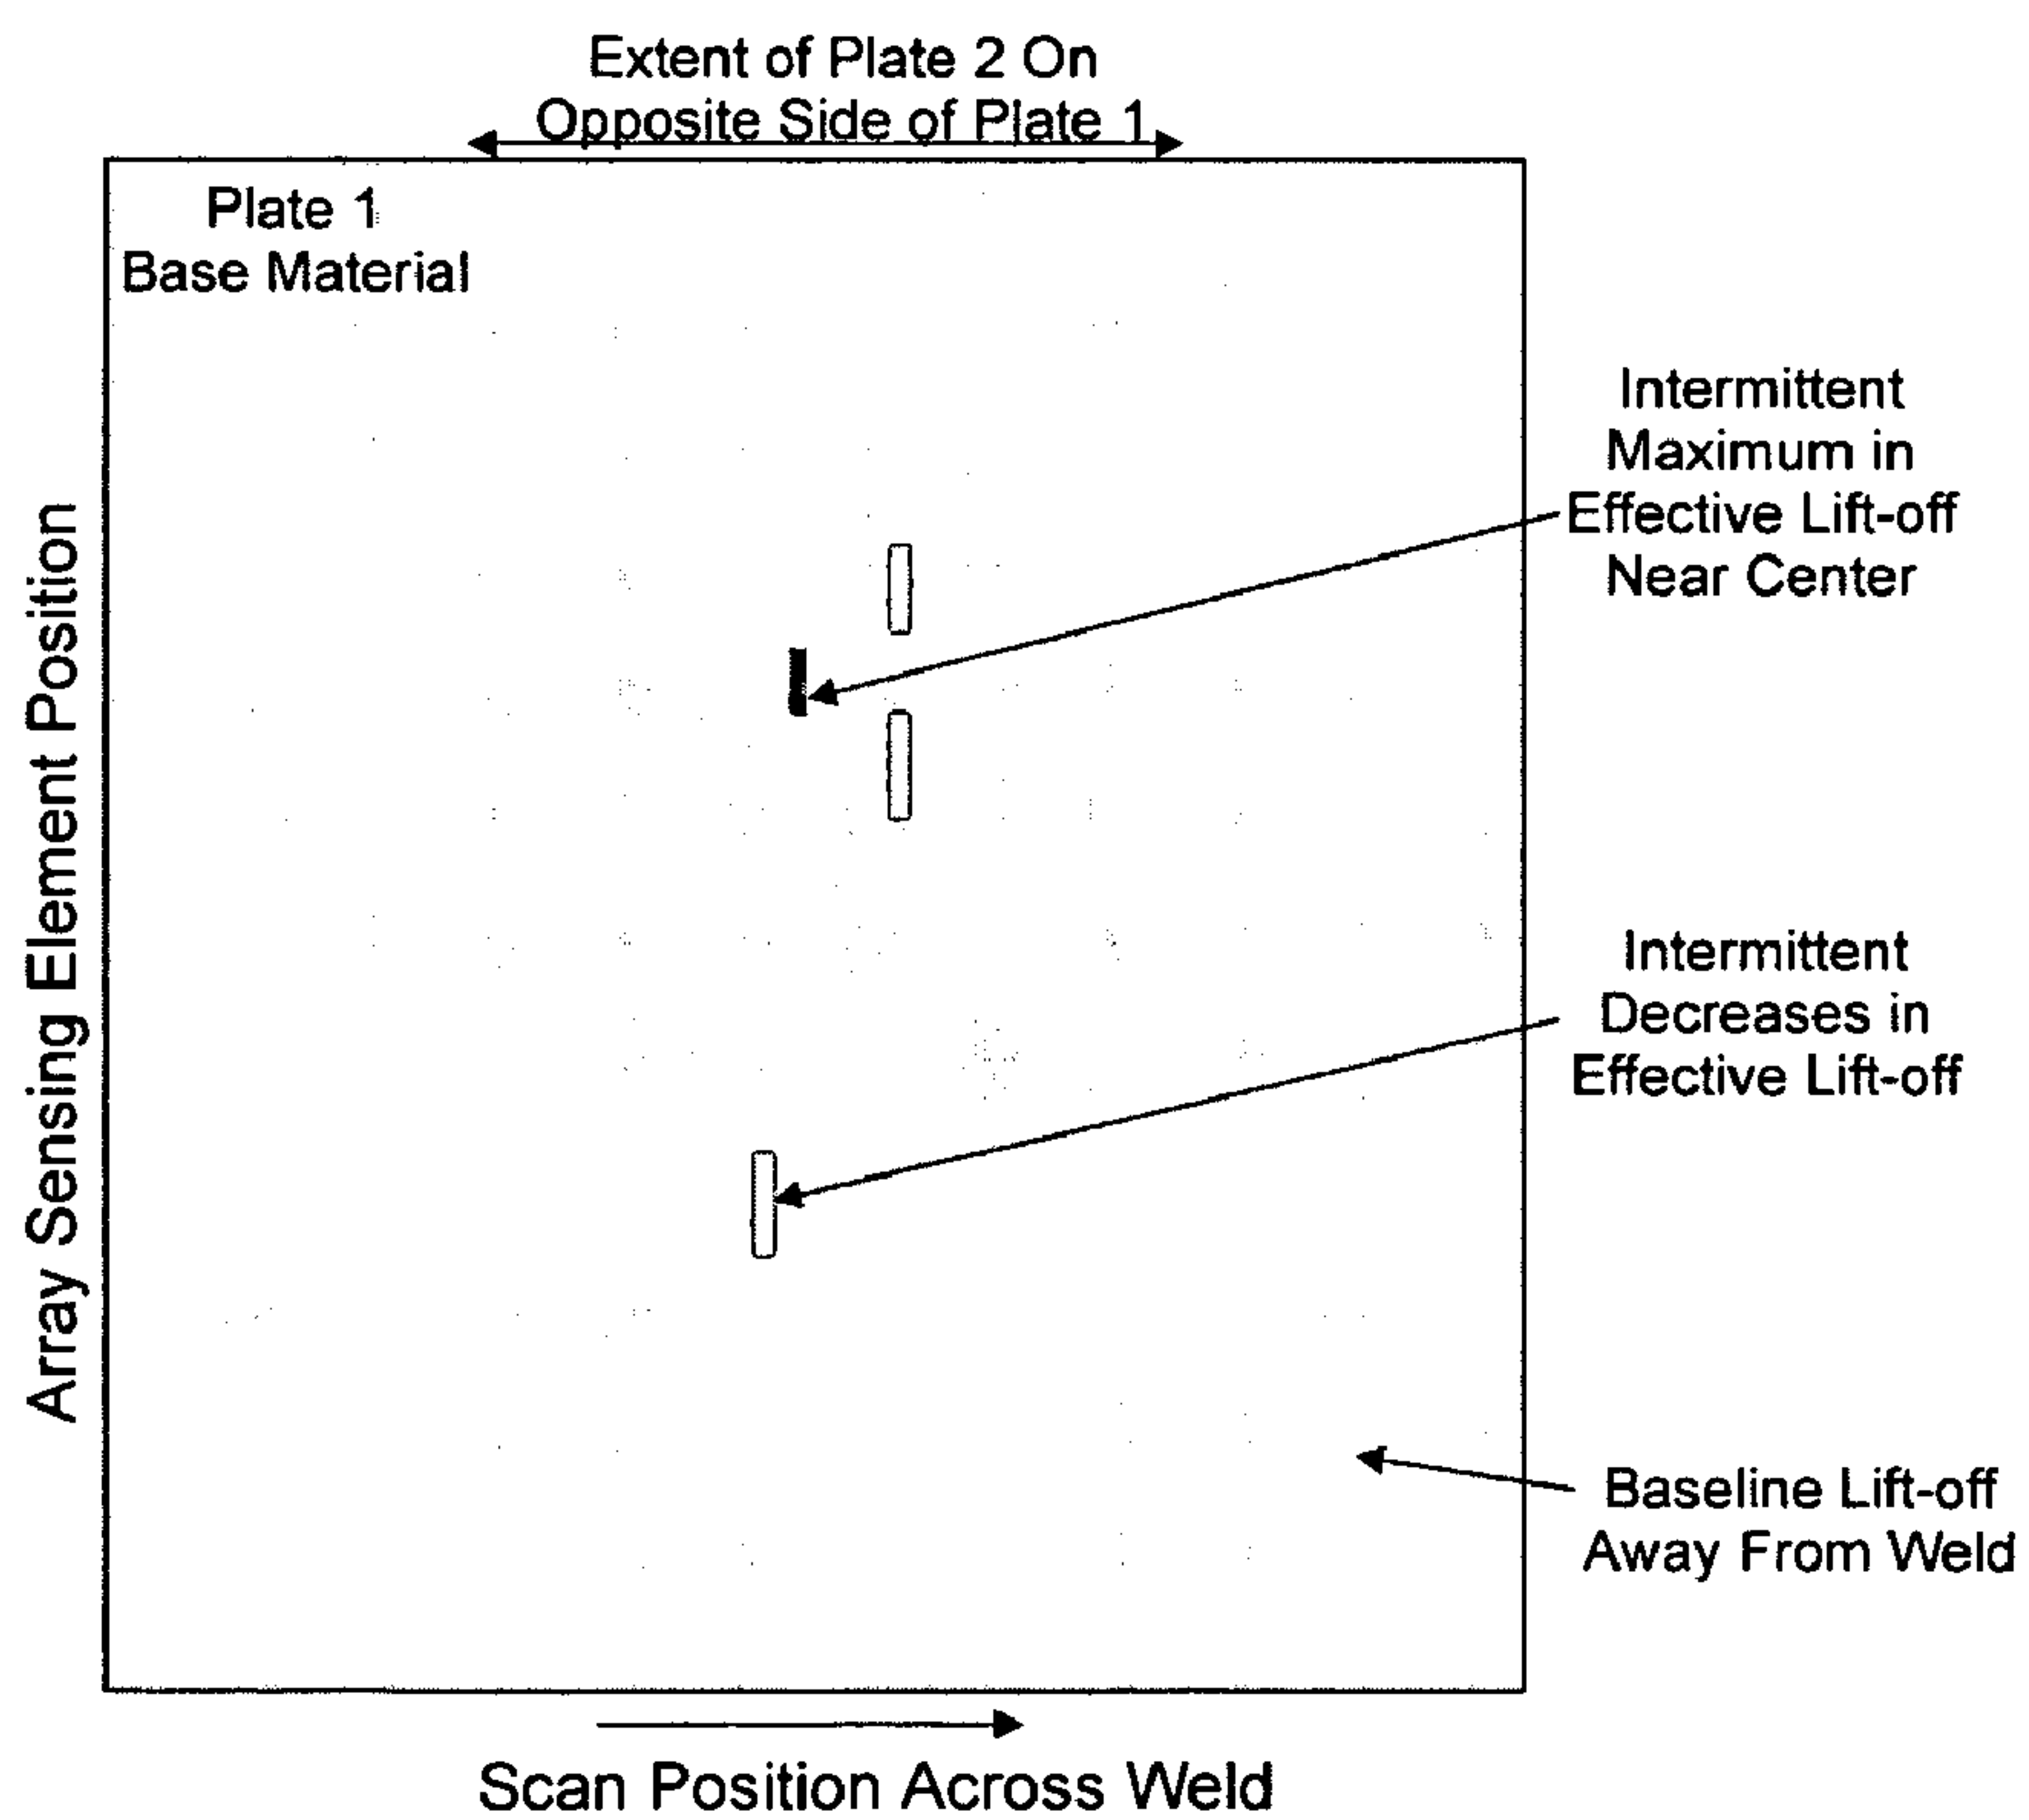 Extent of Plate 2 On
Opposite Side of Plate 1
Plate 1
Base Material
Intermittent
Maximum in
Effective Lift-off
Near Center
Array Sensing Element Position
Intermittent
Decreases in
Effective Lift-off
Baseline Lift-off
Away From Weld
Scan Position Across Weld